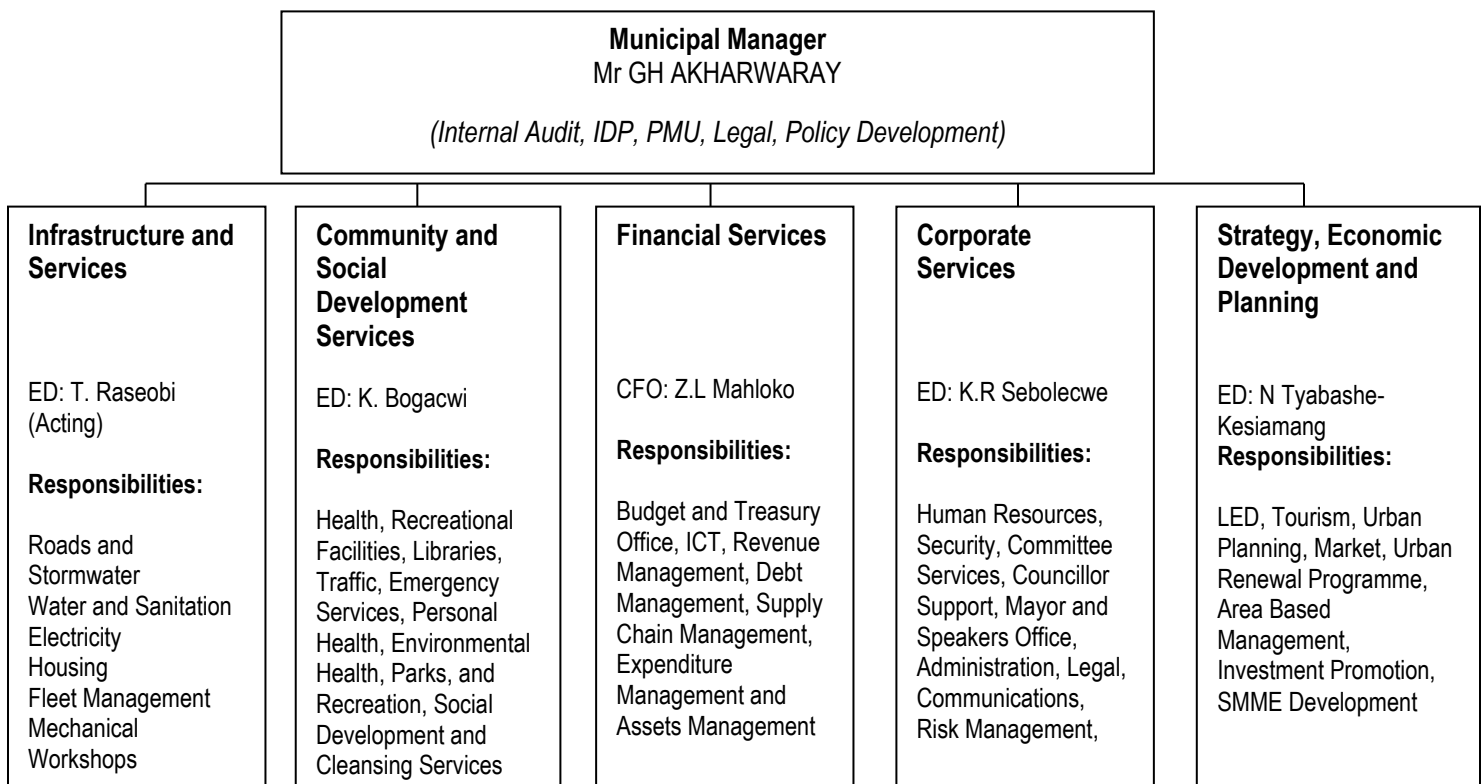 Municipal Manager
Mr GH AKHARWARAY
(Internal Audit, IDP, PMU, Legal, Policy Development)
Infrastructure and
Services
ED: T. Raseobi
(Acting)
Responsibilities:
Roads and
Stormwater
Water and Sanitation
Electricity
Housing
Fleet Management
Mechanical
Workshops
Community and
Social
Development
Services
ED: K. Bogacwi
Responsibilities:
Health, Recreational
Facilities, Libraries,
Traffic, Emergency
Services, Personal
Health, Environmental
Health, Parks, and
Recreation, Social
Development and
Cleansing Services
Financial Services
CFO: Z.L Mahloko
Responsibilities:
Budget and Treasury
Office, ICT, Revenue
Management, Debt
Management, Supply
Chain Management,
Expenditure
Management and
Assets Management
Corporate
Services
ED: K.R Sebolecwe
Responsibilities:
Human Resources,
Security, Committee
Services, Councillor
Support, Mayor and
Speakers Office,
Administration, Legal,
Communications,
Risk Management,
Strategy, Economic
Development and
Planning
ED: N Tyabashe-
Kesiamang
Responsibilities:
LED, Tourism, Urban
Planning, Market, Urban
Renewal Programme,
Area Based
Management,
Investment Promotion,
SMME Development